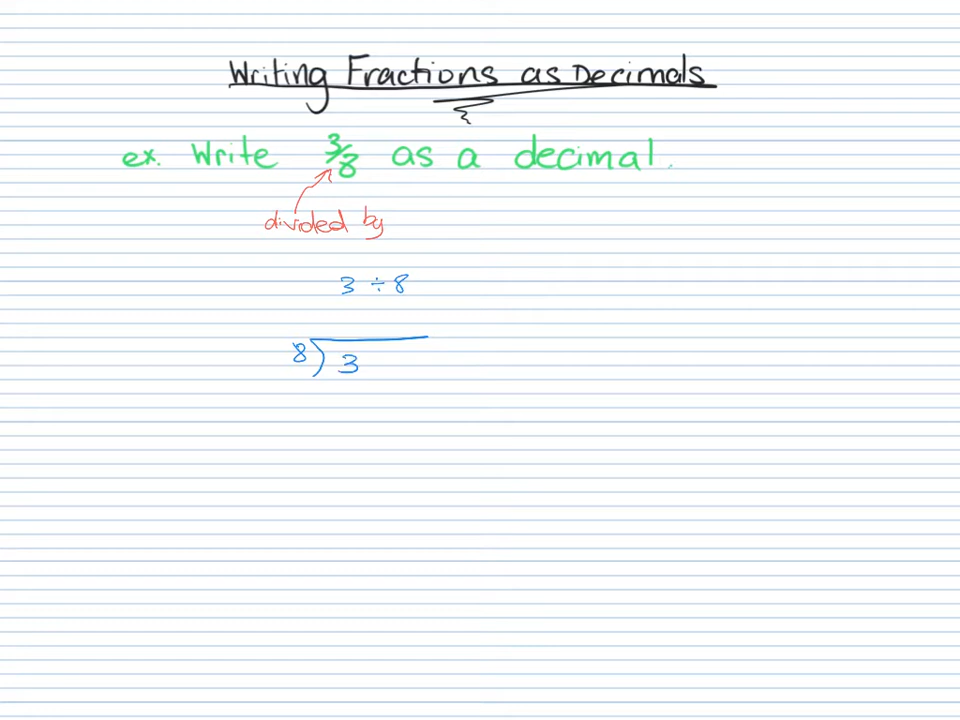 Writing Fractions as Decimals
ex. Write 3/8 as a decimal.
divided by
3 ÷ 8
8 ) 3